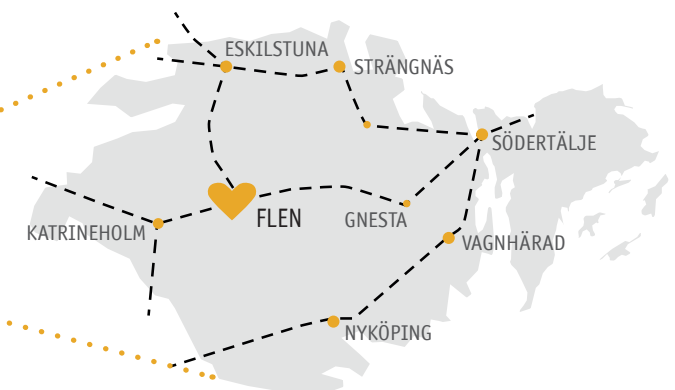 ESKILSTUNA
STRÄNGNÄS
SÖDERTÄLJE
FLEN
GNESTA
KATRINEHOLM
VAGNHÄRAD
NYKÖPING